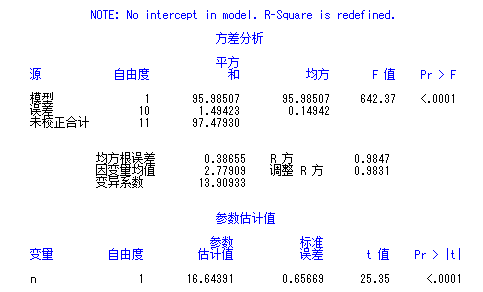 NOTE: No intercept in model. R-Square is redefined.
方差分析
平方
源 自由度 和 均方 F 值 Pr > F
模型 1 95.98507 95.98507 642.37 <.0001
误差 10 1.49423 0.14942
未校正合计 11 97.47930
均方根误差 0.38655 R 方 0.9847
因变量均值 2.77909 调整 R 方 0.9831
变异系数 13.90933
参数估计值
参数 标准
变量 自由度 估计值 误差 t 值 Pr > |t|
n 1 16.64391 0.65669 25.35 <.0001